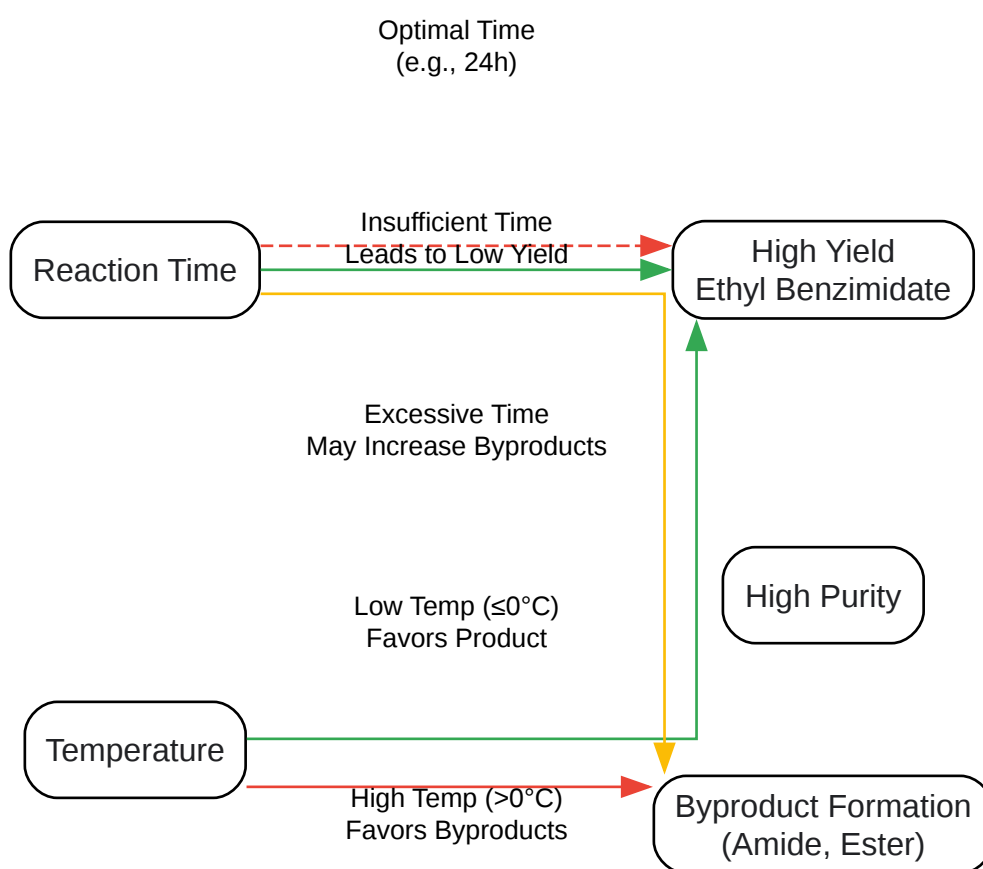 Optimal Time
(e.g., 24h)
Insufficient Time
Leads to Low Yield
Reaction Time
High Yield
Ethyl Benzimidate
Excessive Time
May Increase Byproducts
High Purity
Low Temp (≤0°C)
Favors Product
Temperature
High Temp (>0°C)
Favors Byproducts
Byproduct Formation
(Amide, Ester)